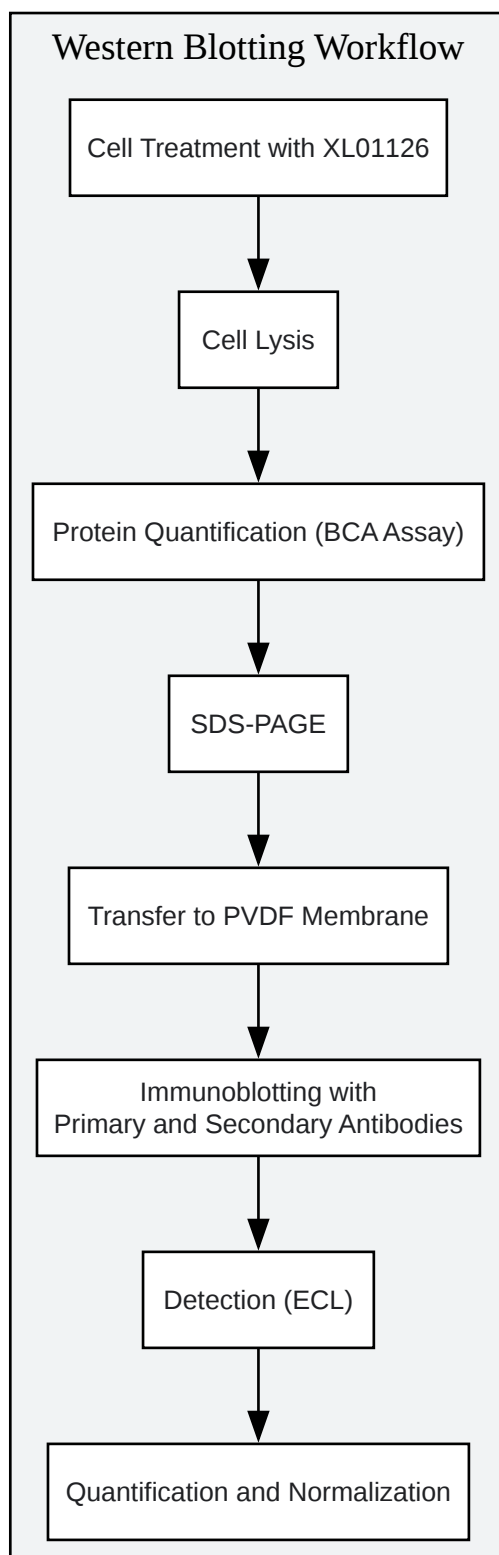 Western Blotting Workflow
Cell Treatment with XL01126
Cell Lysis
Protein Quantification (BCA Assay)
SDS-PAGE
Transfer to PVDF Membrane
Immunoblotting with
Primary and Secondary Antibodies
Detection (ECL)
Quantification and Normalization